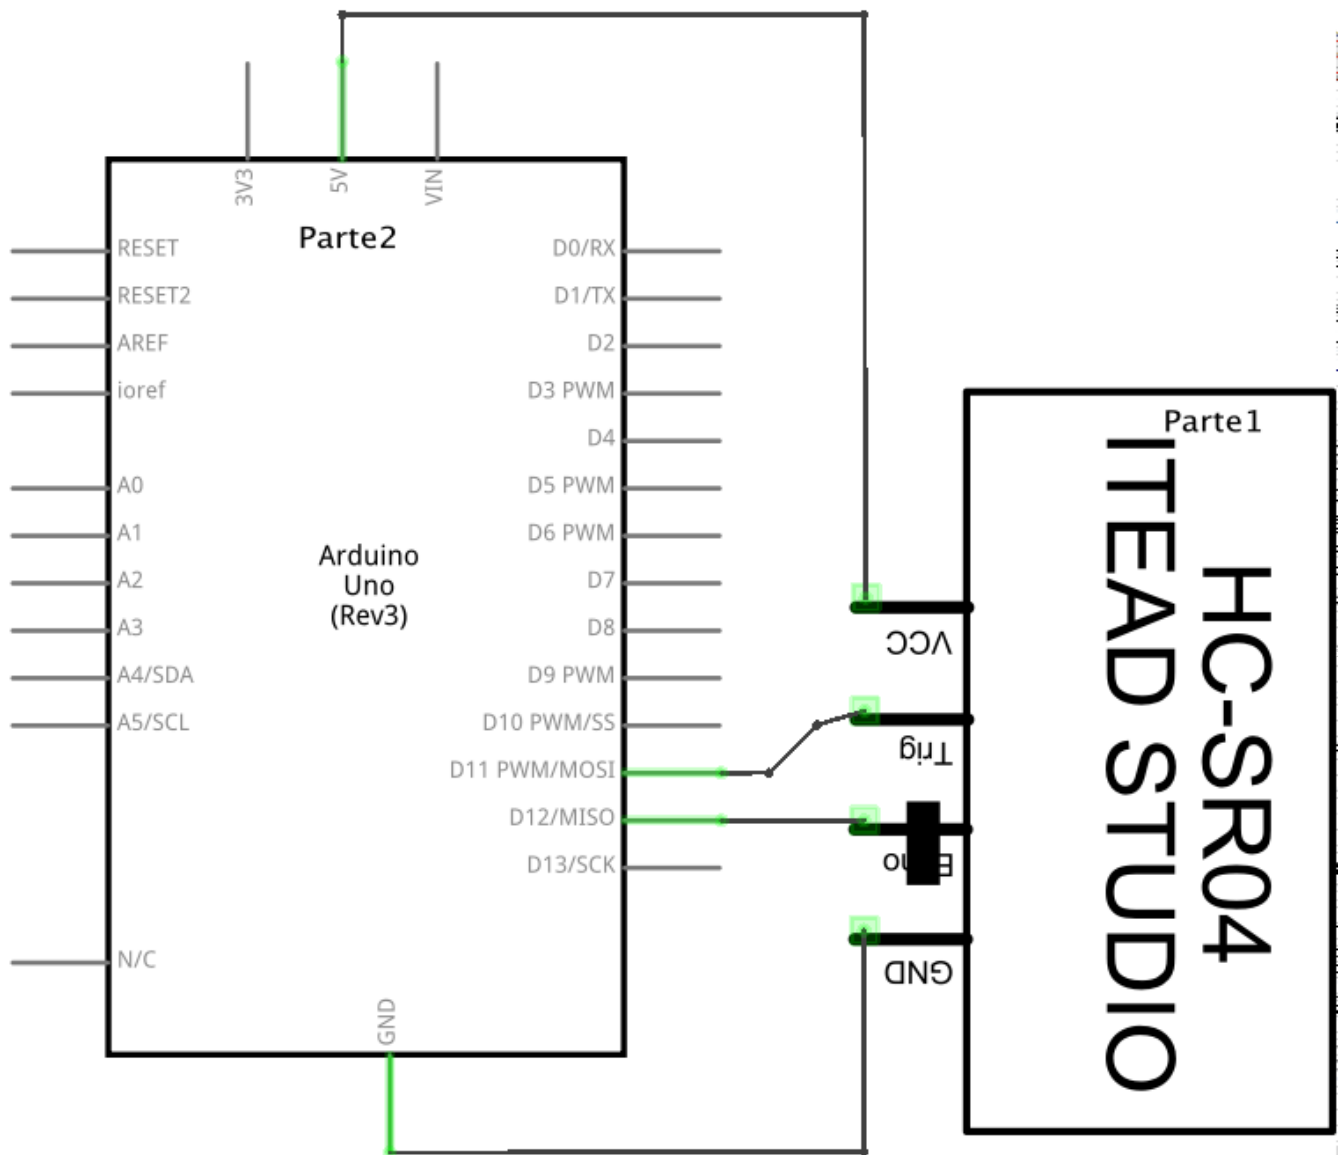 3V3
5V
VIN
Parte2
RESET
RESET2
AREF
ioref
A0
A1
A2
A3
A4/SDA
A5/SCL
N/C
Arduino
Uno
(Rev3)
D0/RX
D1/TX
D2
D3 PWM
D4
D5 PWM
D6 PWM
D7
D8
D9 PWM
D10 PWM/SS
D11 PWM/MOSI
D12/MISO
D13/SCK
GND
VCC
Trig
GND
Parte1
HC-SR04
ITEAD STUDIO